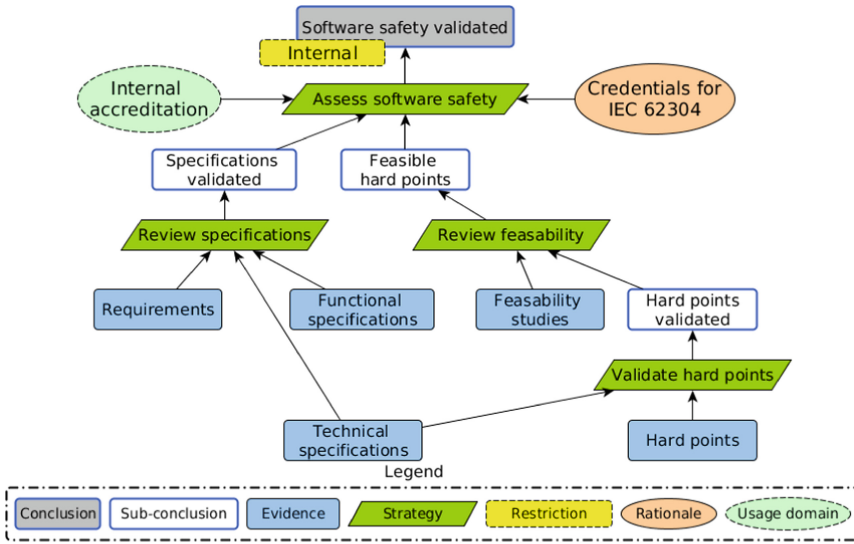 Software safety validated
Internal
Internal
accreditation
Assess software safety
Credentials for
IEC 62304
Specifications
validated
Feasible
hard points
Review specifications
Review feasability
Requirements
Functional
specifications
Feasability
studies
Hard points
validated
Validate hard points
Technical
specifications
Hard points
Legend
Conclusion
Sub-conclusion
Evidence
Strategy
Restriction
Rationale
Usage domain